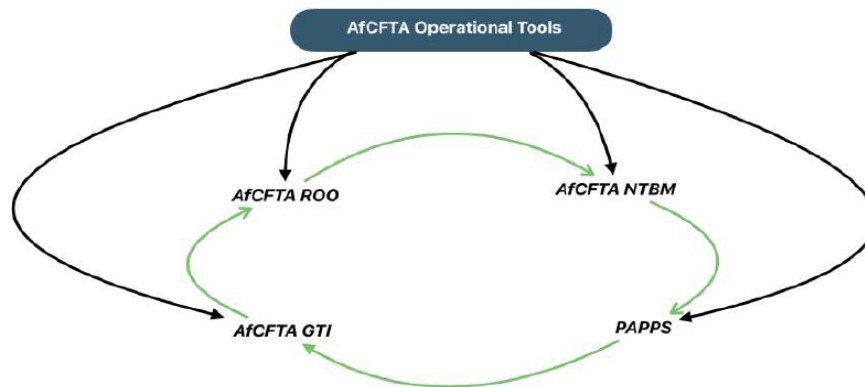 AfCFTA Operational Tools
AfCFTA ROO
AfCFTA NTBM
AfCFTA GTI
PAPPS